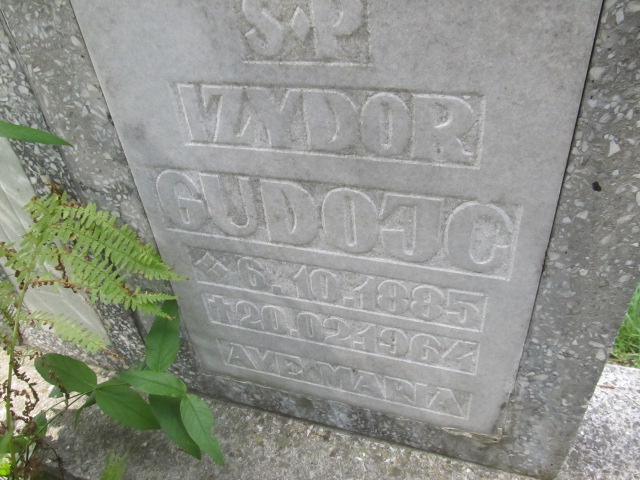 S·P
IZYDOR
GUDOJC
6.10.1885
†20.02.1964
AVE MARIA